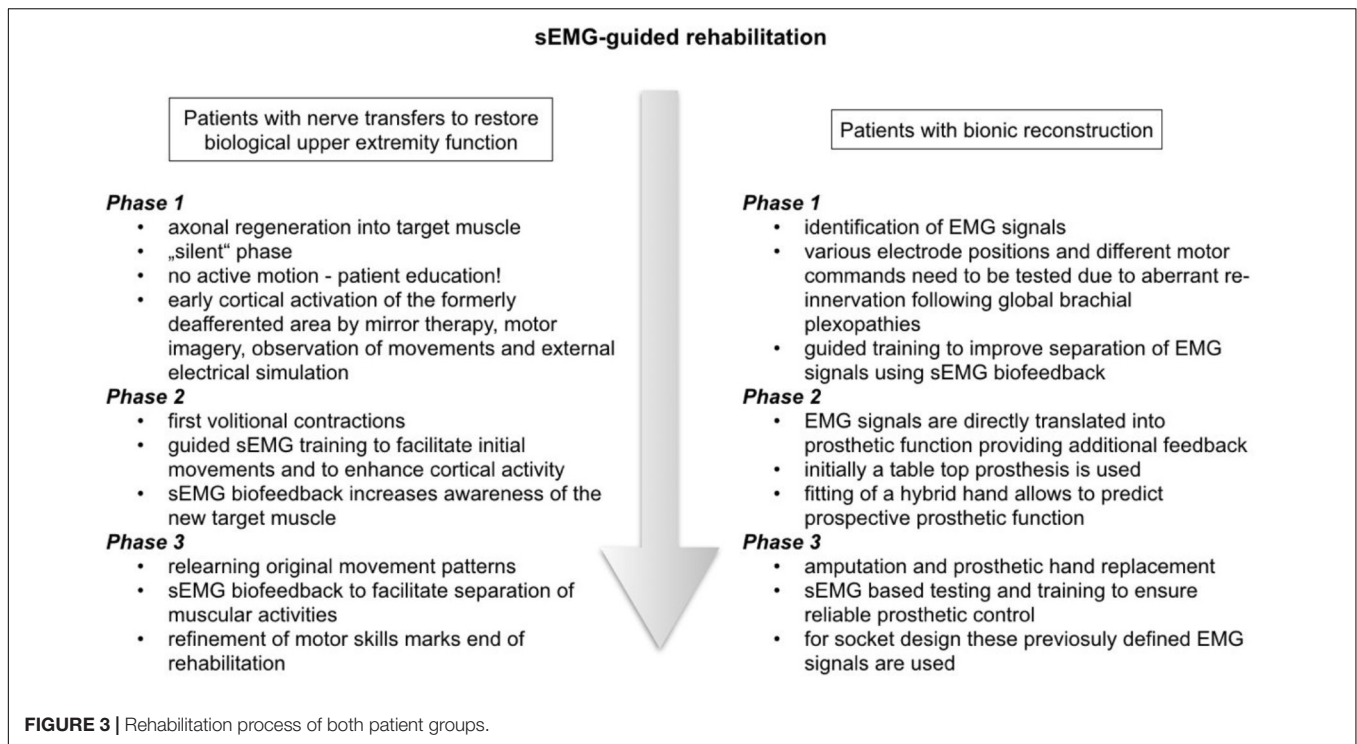 sEMG-guided rehabilitation
Patients with nerve transfers to restore
biological upper extremity function
Phase 1
• axonal regeneration into target muscle
• „silent“ phase
• no active motion - patient education!
• early cortical activation of the formerly
deafferented area by mirror therapy, motor
imagery, observation of movements and external
electrical simulation
Phase 2
• first volitional contractions
• guided sEMG training to facilitate initial
movements and to enhance cortical activity
• sEMG biofeedback increases awareness of the
new target muscle
Phase 3
• relearning original movement patterns
• sEMG biofeedback to facilitate separation of
muscular activities
• refinement of motor skills marks end of
rehabilitation
Patients with bionic reconstruction
Phase 1
• identification of EMG signals
• various electrode positions and different motor
commands need to be tested due to aberrant re-
innervation following global brachial
plexopathies
• guided training to improve separation of EMG
signals using sEMG biofeedback
Phase 2
• EMG signals are directly translated into
prosthetic function providing additional feedback
• initially a table top prosthesis is used
• fitting of a hybrid hand allows to predict
prospective prosthetic function
Phase 3
• amputation and prosthetic hand replacement
• sEMG based testing and training to ensure
reliable prosthetic control
• for socket design these previosuly defined EMG
signals are used
FIGURE 3 | Rehabilitation process of both patient groups.